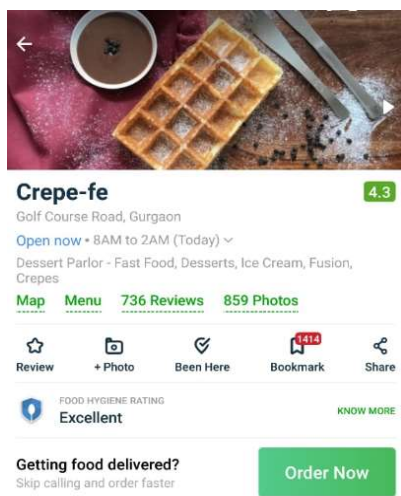 Crepe-fe
4.3
Golf Course Road, Gurgaon
Open now • 8AM to 2AM (Today)
Dessert Parlor - Fast Food, Desserts, Ice Cream, Fusion,
Crepes
Map Menu 736 Reviews 859 Photos
1414
Review + Photo Been Here Bookmark Share
FOOD HYGIENE RATING
Excellent
KNOW MORE
Getting food delivered?
Skip calling and order faster
Order Now